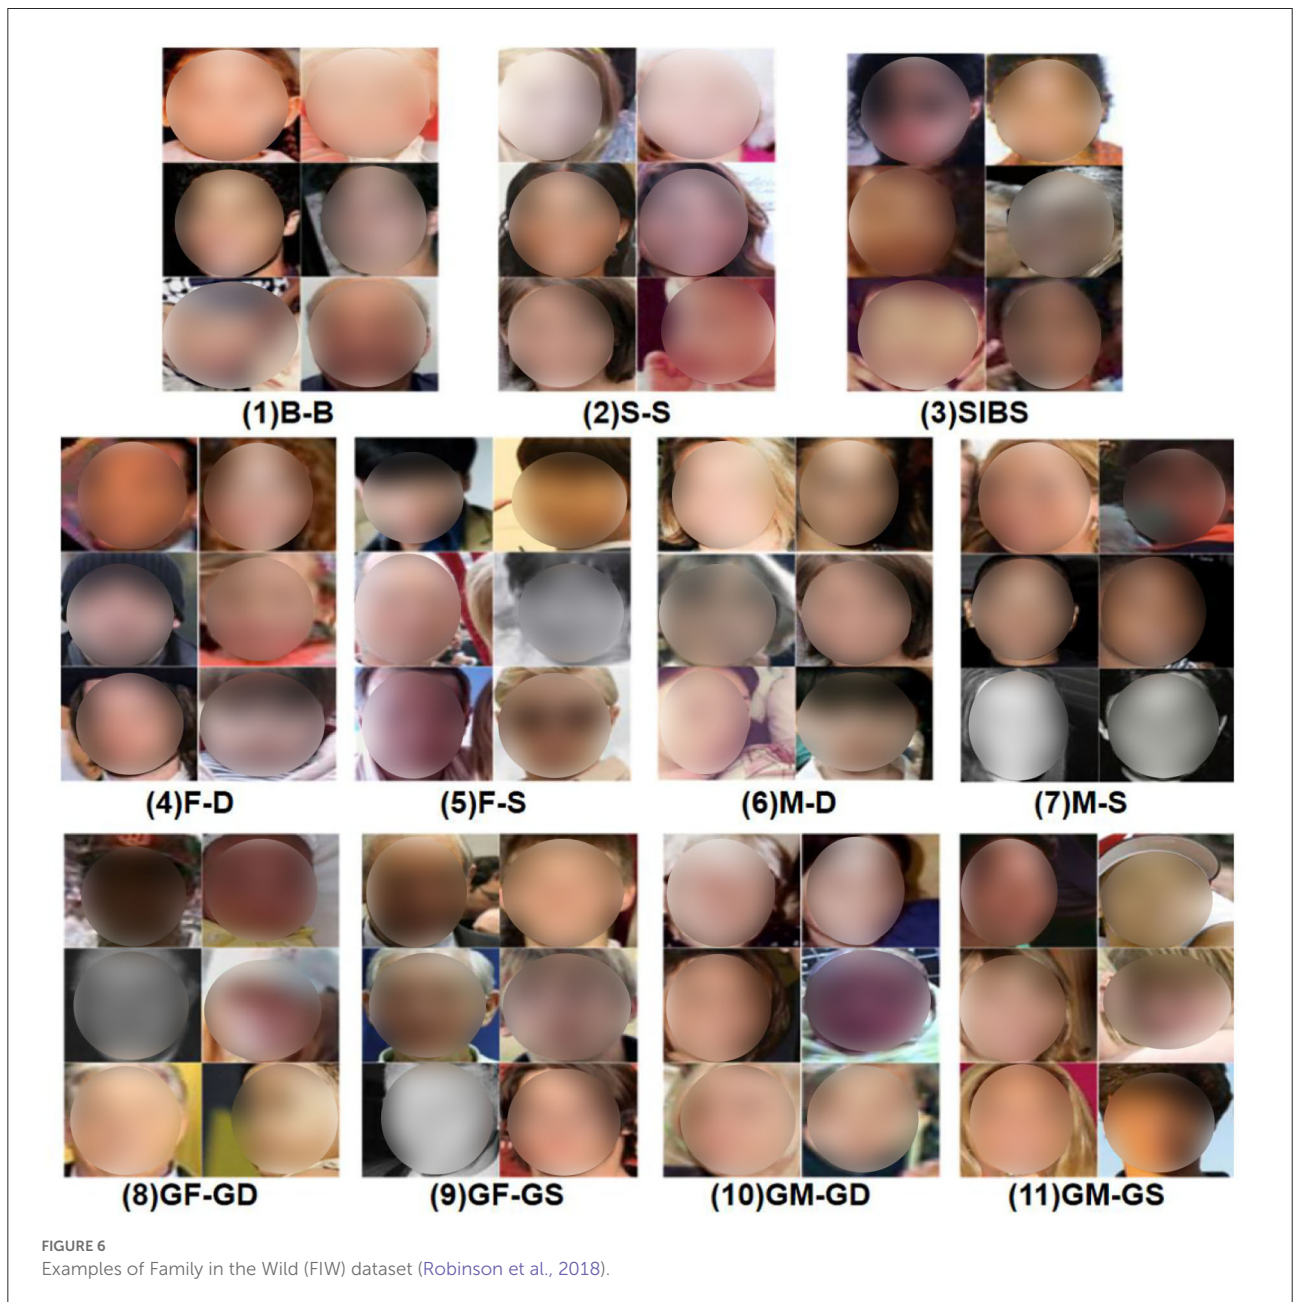 (1)B-B
(2)S-S
(3)SIBS
(4)F-D
(5)F-S
(6)M-D
(7)M-S
(8)GF-GD
(9)GF-GS
(10)GM-GD
(11)GM-GS
FIGURE 6
Examples of Family in the Wild (FIW) dataset (Robinson et al., 2018).